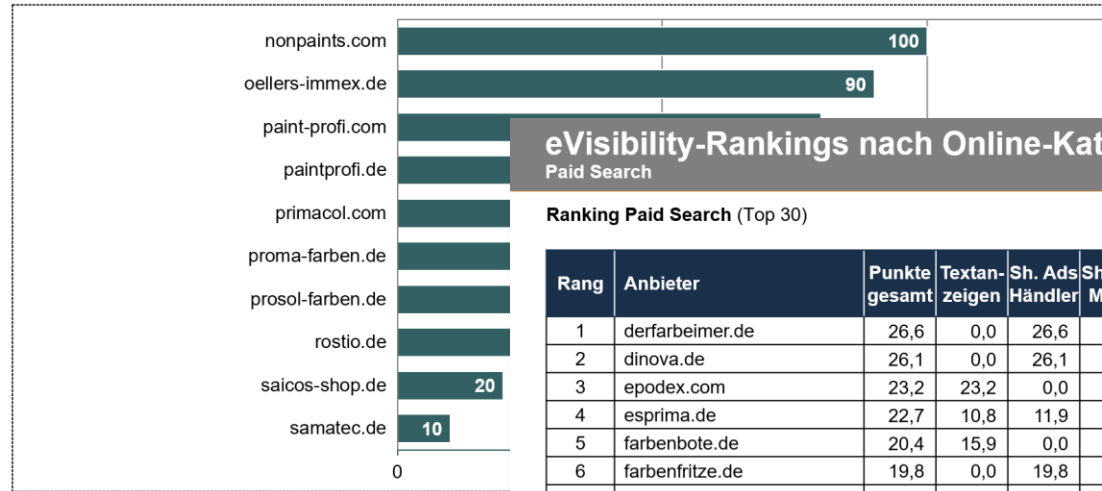 nonpaints.com 100
oellers-immex.de 90
paint-profi.com
paintprofi.de
primacol.com
proma-farben.de
prosol-farben.de
rostio.de
saicos-shop.de 20
samatec.de 10
0
eVisibility-Rankings nach Online-Kat
Paid Search
Ranking Paid Search (Top 30)
Rang Anbieter Punkte gesamt Textan-zeigen Sh. Ads Händler Sh M
1 derfarbeimer.de 26,6 0,0 26,6
2 dinova.de 26,1 0,0 26,1
3 epodex.com 23,2 23,2 0,0
4 esprima.de 22,7 10,8 11,9
5 farbenbote.de 20,4 15,9 0,0
6 farbenfritze.de 19,8 0,0 19,8